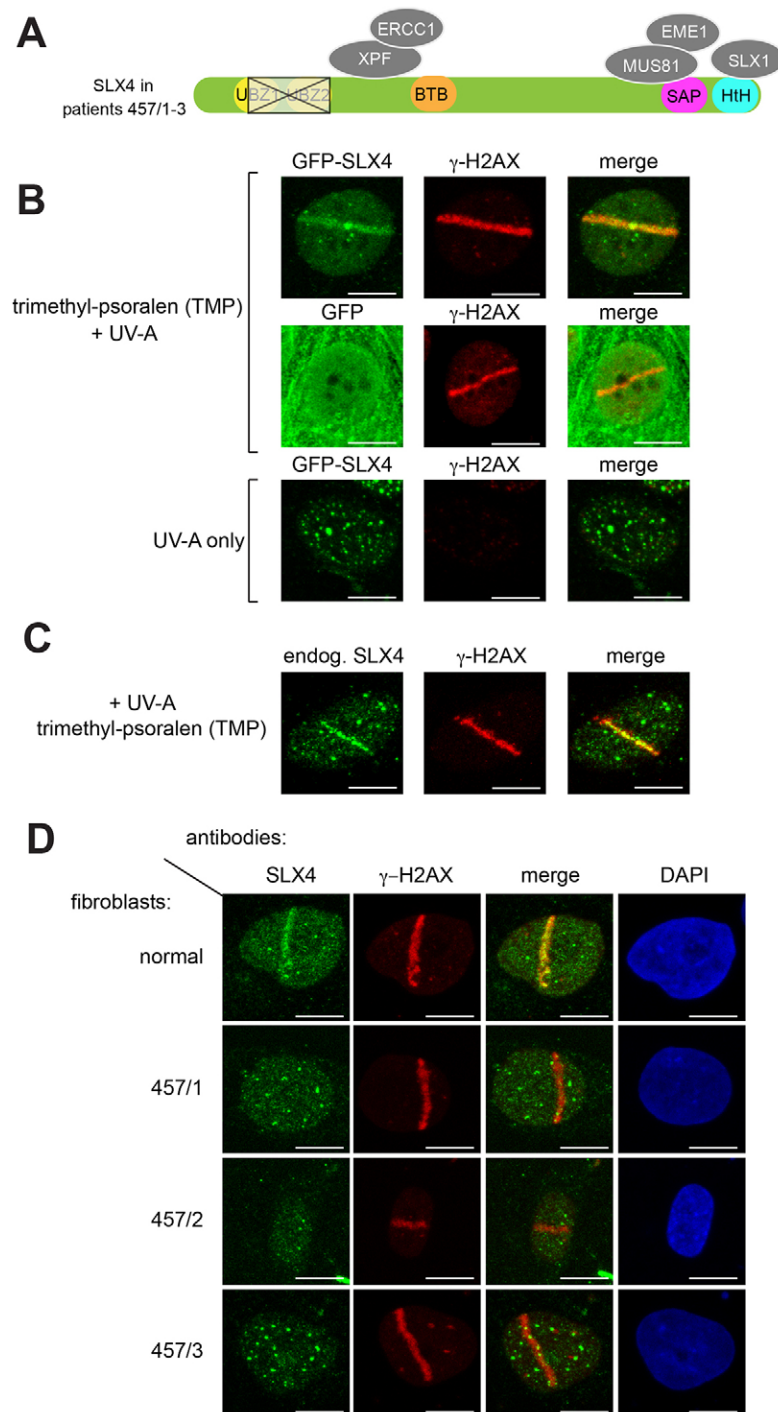 A
ERCC1
EME1
XPF
MUS81
SLX1
SLX4 in
patients 457/1-3
UBZ1
UBZ2
BTB
SAP
HtH
B
GFP-SLX4 γ-H2AX merge
trimethyl-psoralen (TMP)
+ UV-A
GFP γ-H2AX merge
GFP-SLX4 γ-H2AX merge
UV-A only
C
endog. SLX4 γ-H2AX merge
+ UV-A
trimethyl-psoralen (TMP)
D
antibodies:
SLX4 γ–H2AX merge DAPI
fibroblasts:
normal
457/1
457/2
457/3